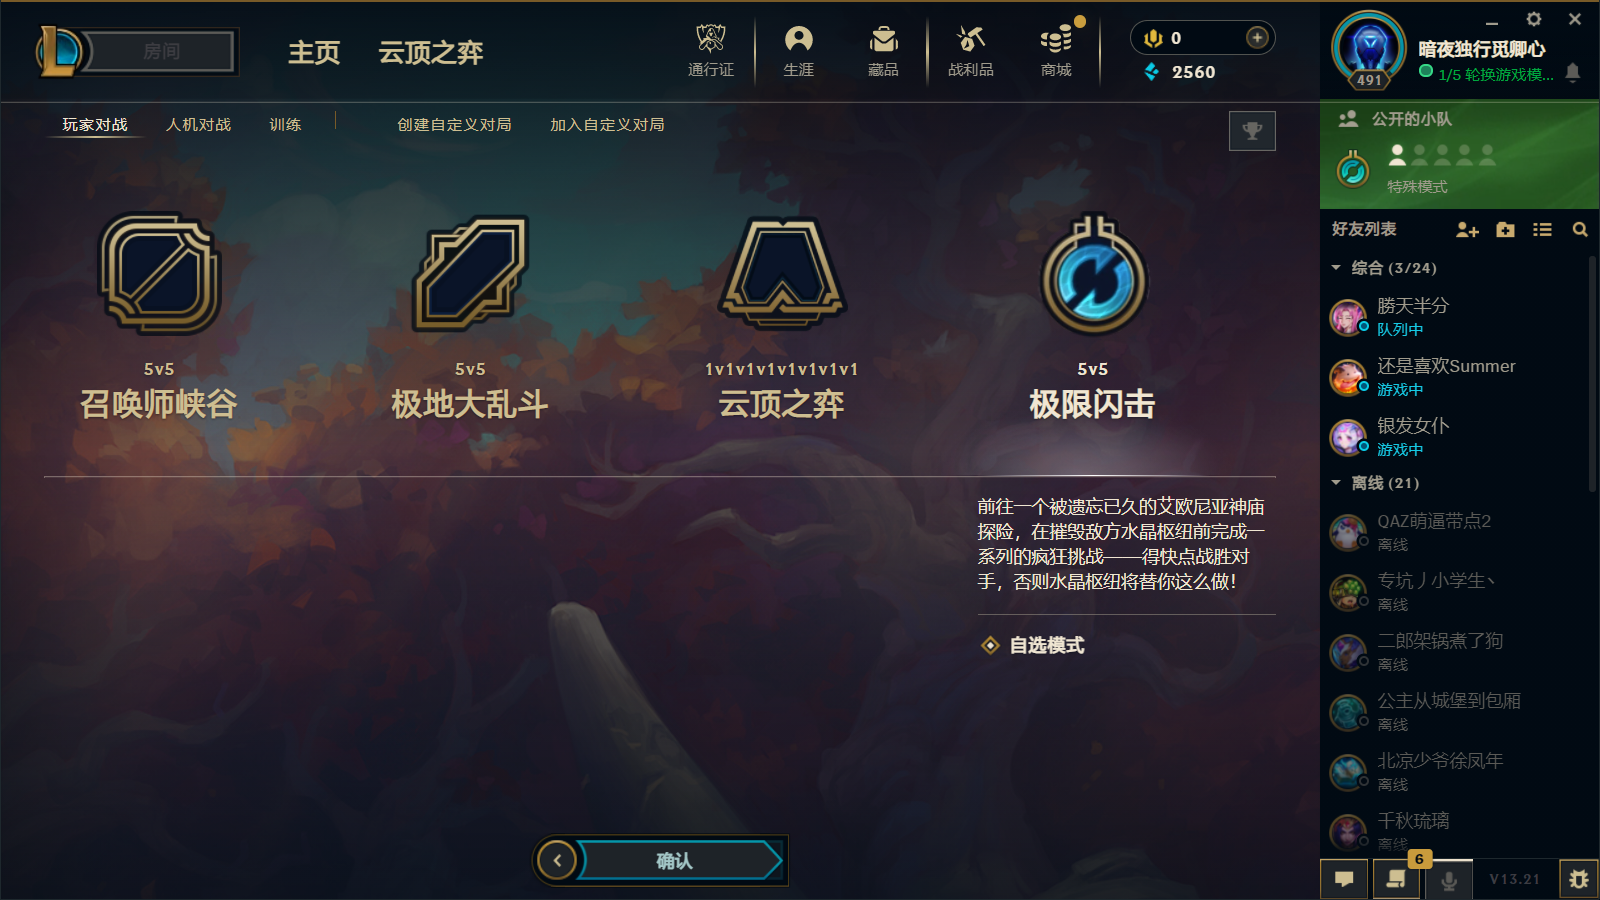 房间
主页
云顶之弈
通行证
生涯
藏品
战利品
商城
0
2560
491
暗夜独行觅卿心
1/5 轮换游戏模...
玩家对战
人机对战
训练
创建自定义对局
加入自定义对局
公开的小队
特殊模式
好友列表
综合 (3/24)
勝天半分
队列中
还是喜欢Summer
游戏中
银发女仆
游戏中
离线 (21)
QAZ萌逼带点2
离线
专坑丿小学生丶
离线
二郎架锅煮了狗
离线
公主从城堡到包厢
离线
北凉少爷徐凤年
离线
千秋琉璃
离线
5v5
召唤师峡谷
5v5
极地大乱斗
1v1v1v1v1v1v1v1
云顶之弈
5v5
极限闪击
前往一个被遗忘已久的艾欧尼亚神庙
探险，在摧毁敌方水晶枢纽前完成一
系列的疯狂挑战——得快点战胜对
手，否则水晶枢纽将替你这么做！
自选模式
确认
6
V13.21